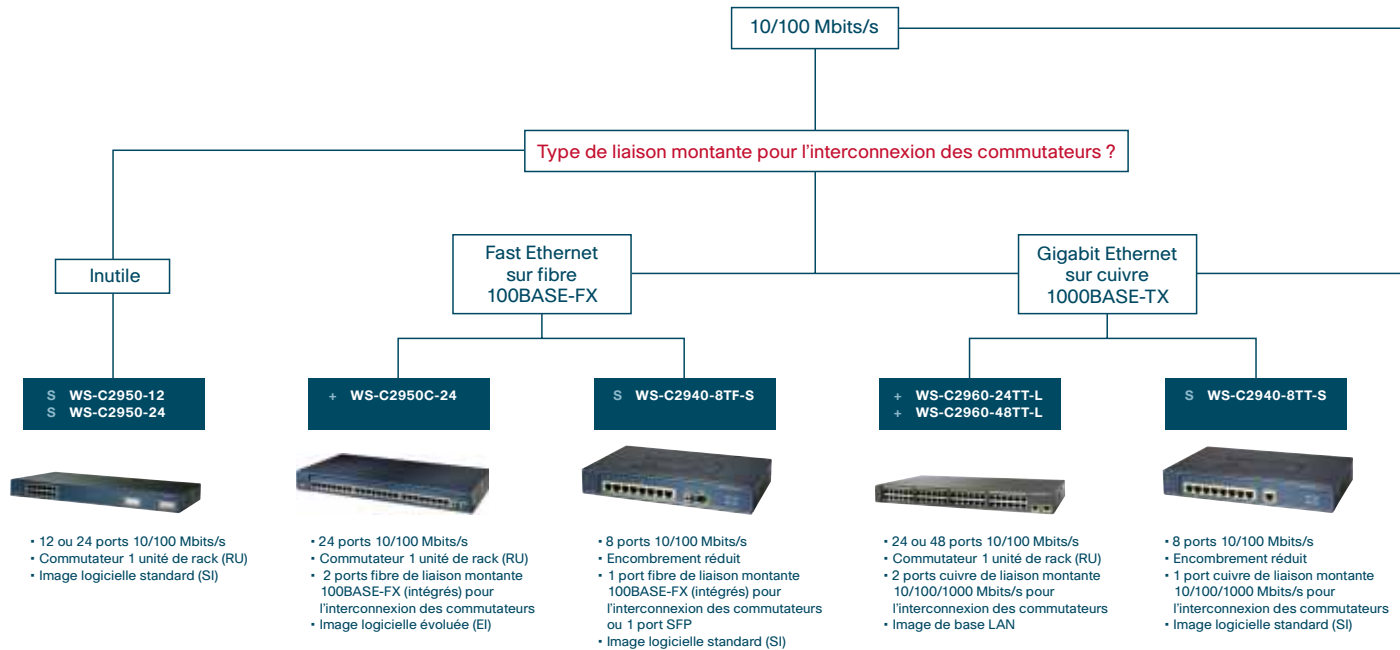 10/100 Mbits/s
Type de liaison montante pour l'interconnexion des commutateurs ?
Inutile
Fast Ethernet
sur fibre
100BASE-FX
Gigabit Ethernet
sur cuivre
1000BASE-TX
S WS-C2950-12
S WS-C2950-24
+ WS-C2950C-24
S WS-C2940-8TF-S
+ WS-C2960-24TT-L
+ WS-C2960-48TT-L
S WS-C2940-8TT-S
▪ 12 ou 24 ports 10/100 Mbits/s
▪ Commutateur 1 unité de rack (RU)
▪ Image logicielle standard (SI)
▪ 24 ports 10/100 Mbits/s
▪ Commutateur 1 unité de rack (RU)
▪ 2 ports fibre de liaison montante
100BASE-FX (intégrés) pour
l'interconnexion des commutateurs
▪ Image logicielle évoluée (EI)
▪ 8 ports 10/100 Mbits/s
▪ Encombrement réduit
▪ 1 port fibre de liaison montante
100BASE-FX (intégrés) pour
l'interconnexion des commutateurs
ou 1 port SFP
▪ Image logicielle standard (SI)
▪ 24 ou 48 ports 10/100 Mbits/s
▪ Commutateur 1 unité de rack (RU)
▪ 2 ports cuivre de liaison montante
10/100/1000 Mbits/s pour
l'interconnexion des commutateurs
▪ Image de base LAN
▪ 8 ports 10/100 Mbits/s
▪ Encombrement réduit
▪ 1 port cuivre de liaison montante
10/100/1000 Mbits/s pour
l'interconnexion des commutateurs
▪ Image logicielle standard (SI)